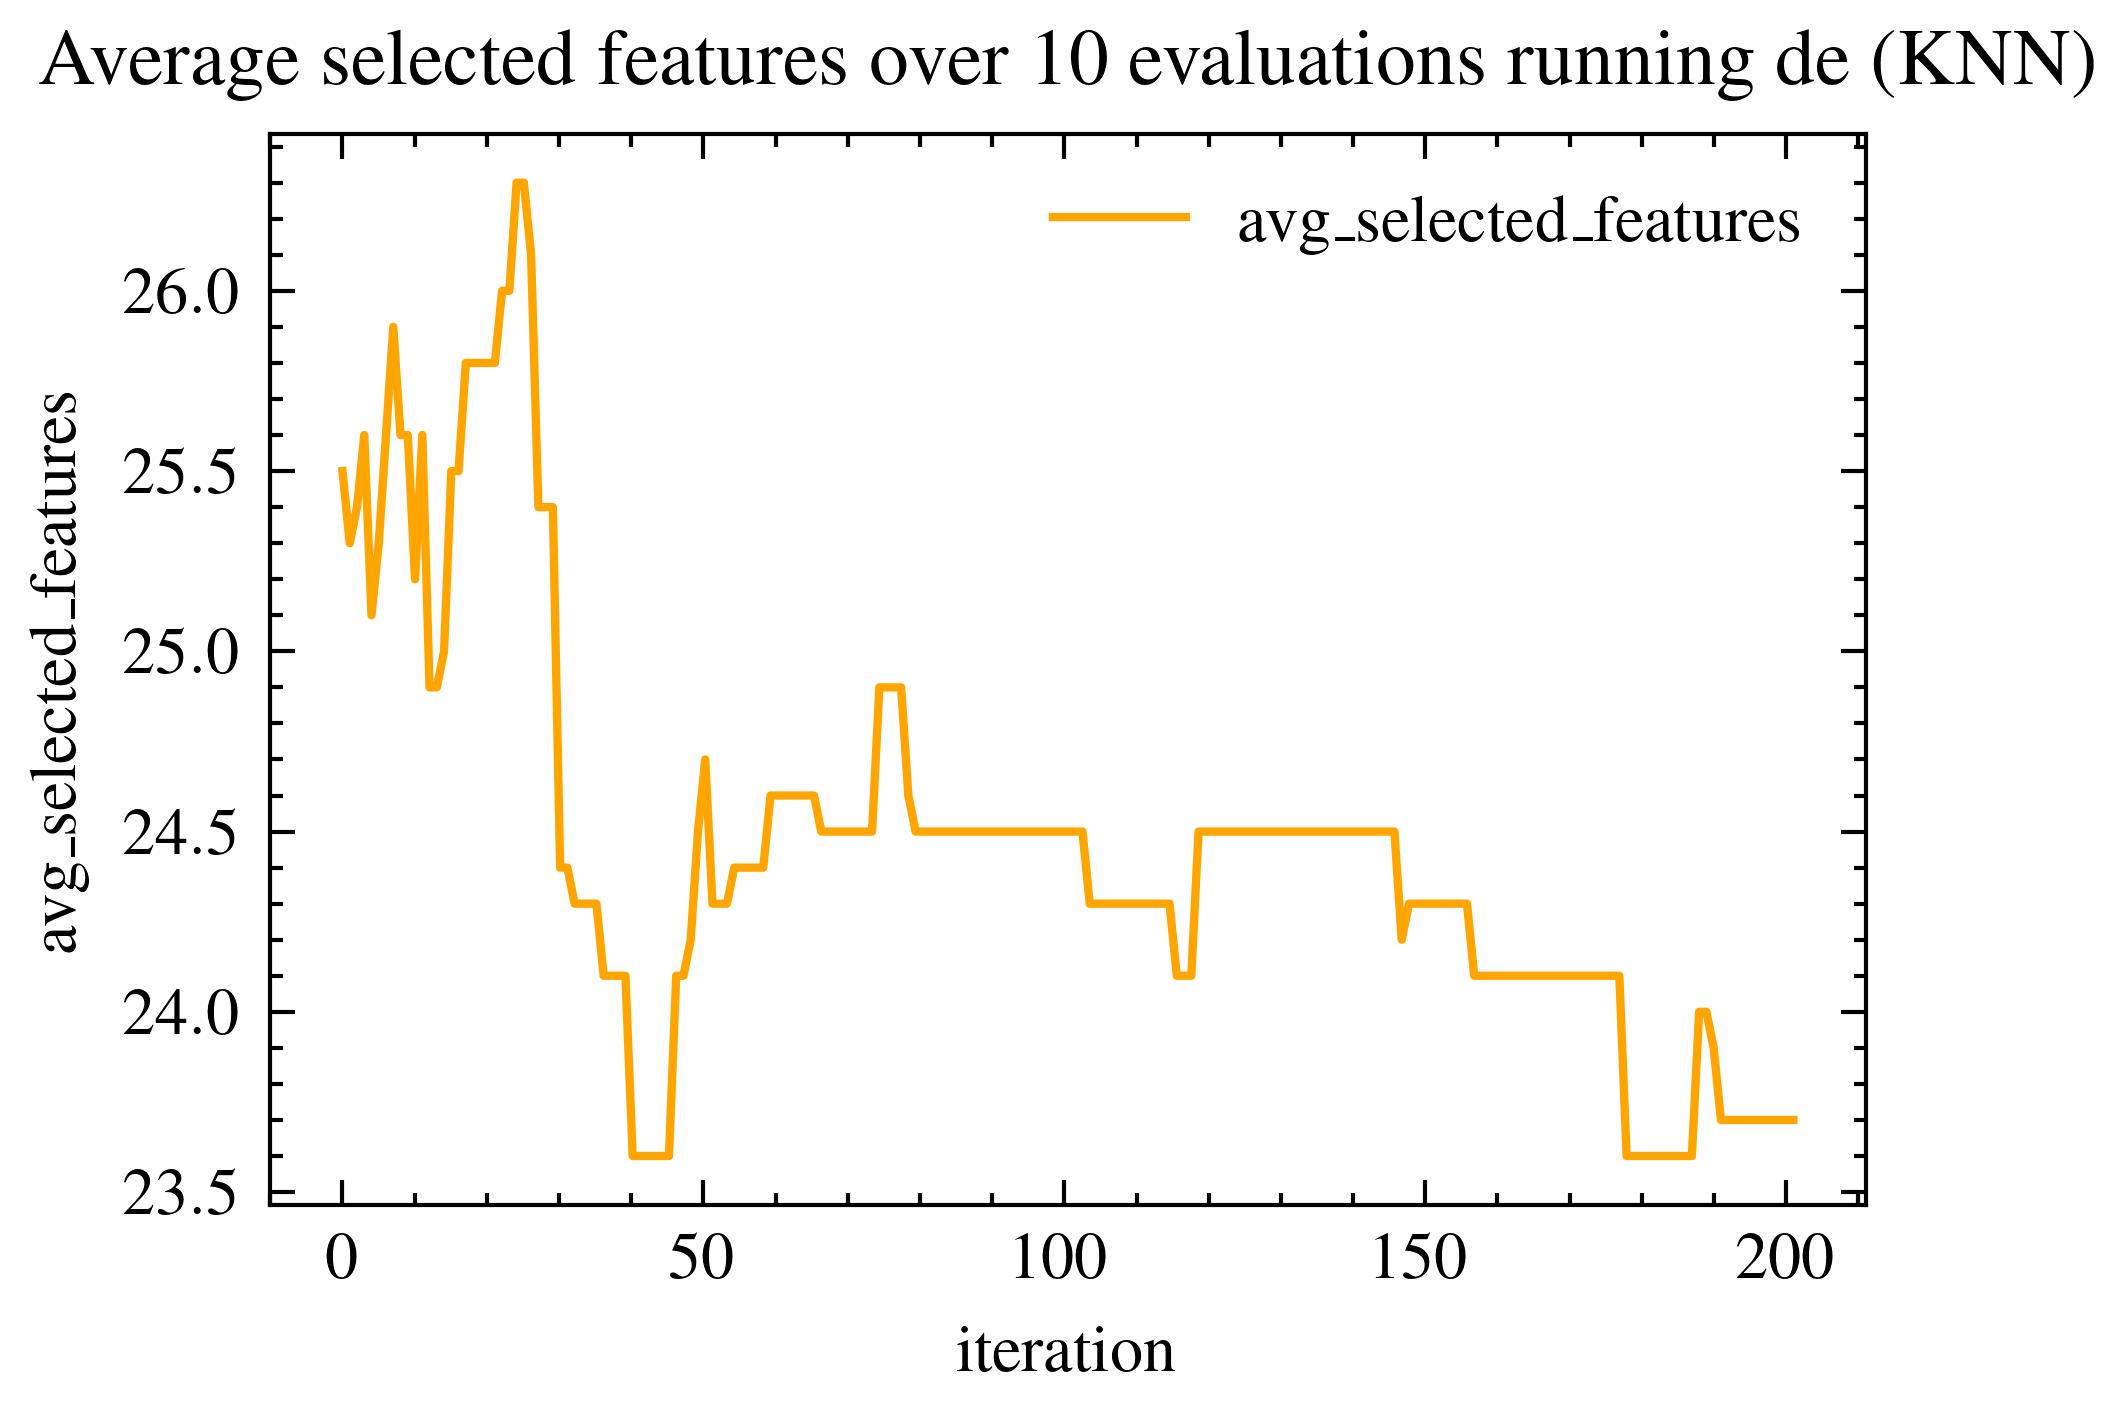 Average selected features over 10 evaluations running de (KNN)
avg_selected_features
avg_selected_features
26.0
25.5
25.0
24.5
24.0
23.5
0 50 100 150 200
iteration